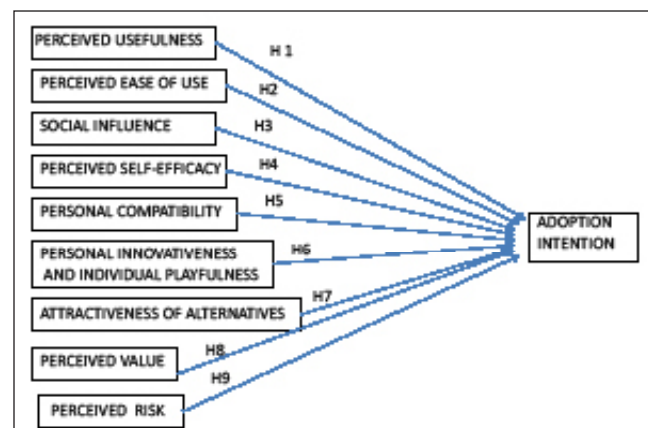 PERCEIVED USEFULNESS
H 1
PERCEIVED EASE OF USE
H2
SOCIAL INFLUENCE
H3
PERCEIVED SELF-EFFICACY
H4
PERSONAL COMPATIBILITY
H5
ADOPTION
INTENTION
PERSONAL INNOVATIVENESS
AND INDIVIDUAL PLAYFULNESS
H6
ATTRACTIVENESS OF ALTERNATIVES
H7
PERCEIVED VALUE
H8
PERCEIVED RISK
H9